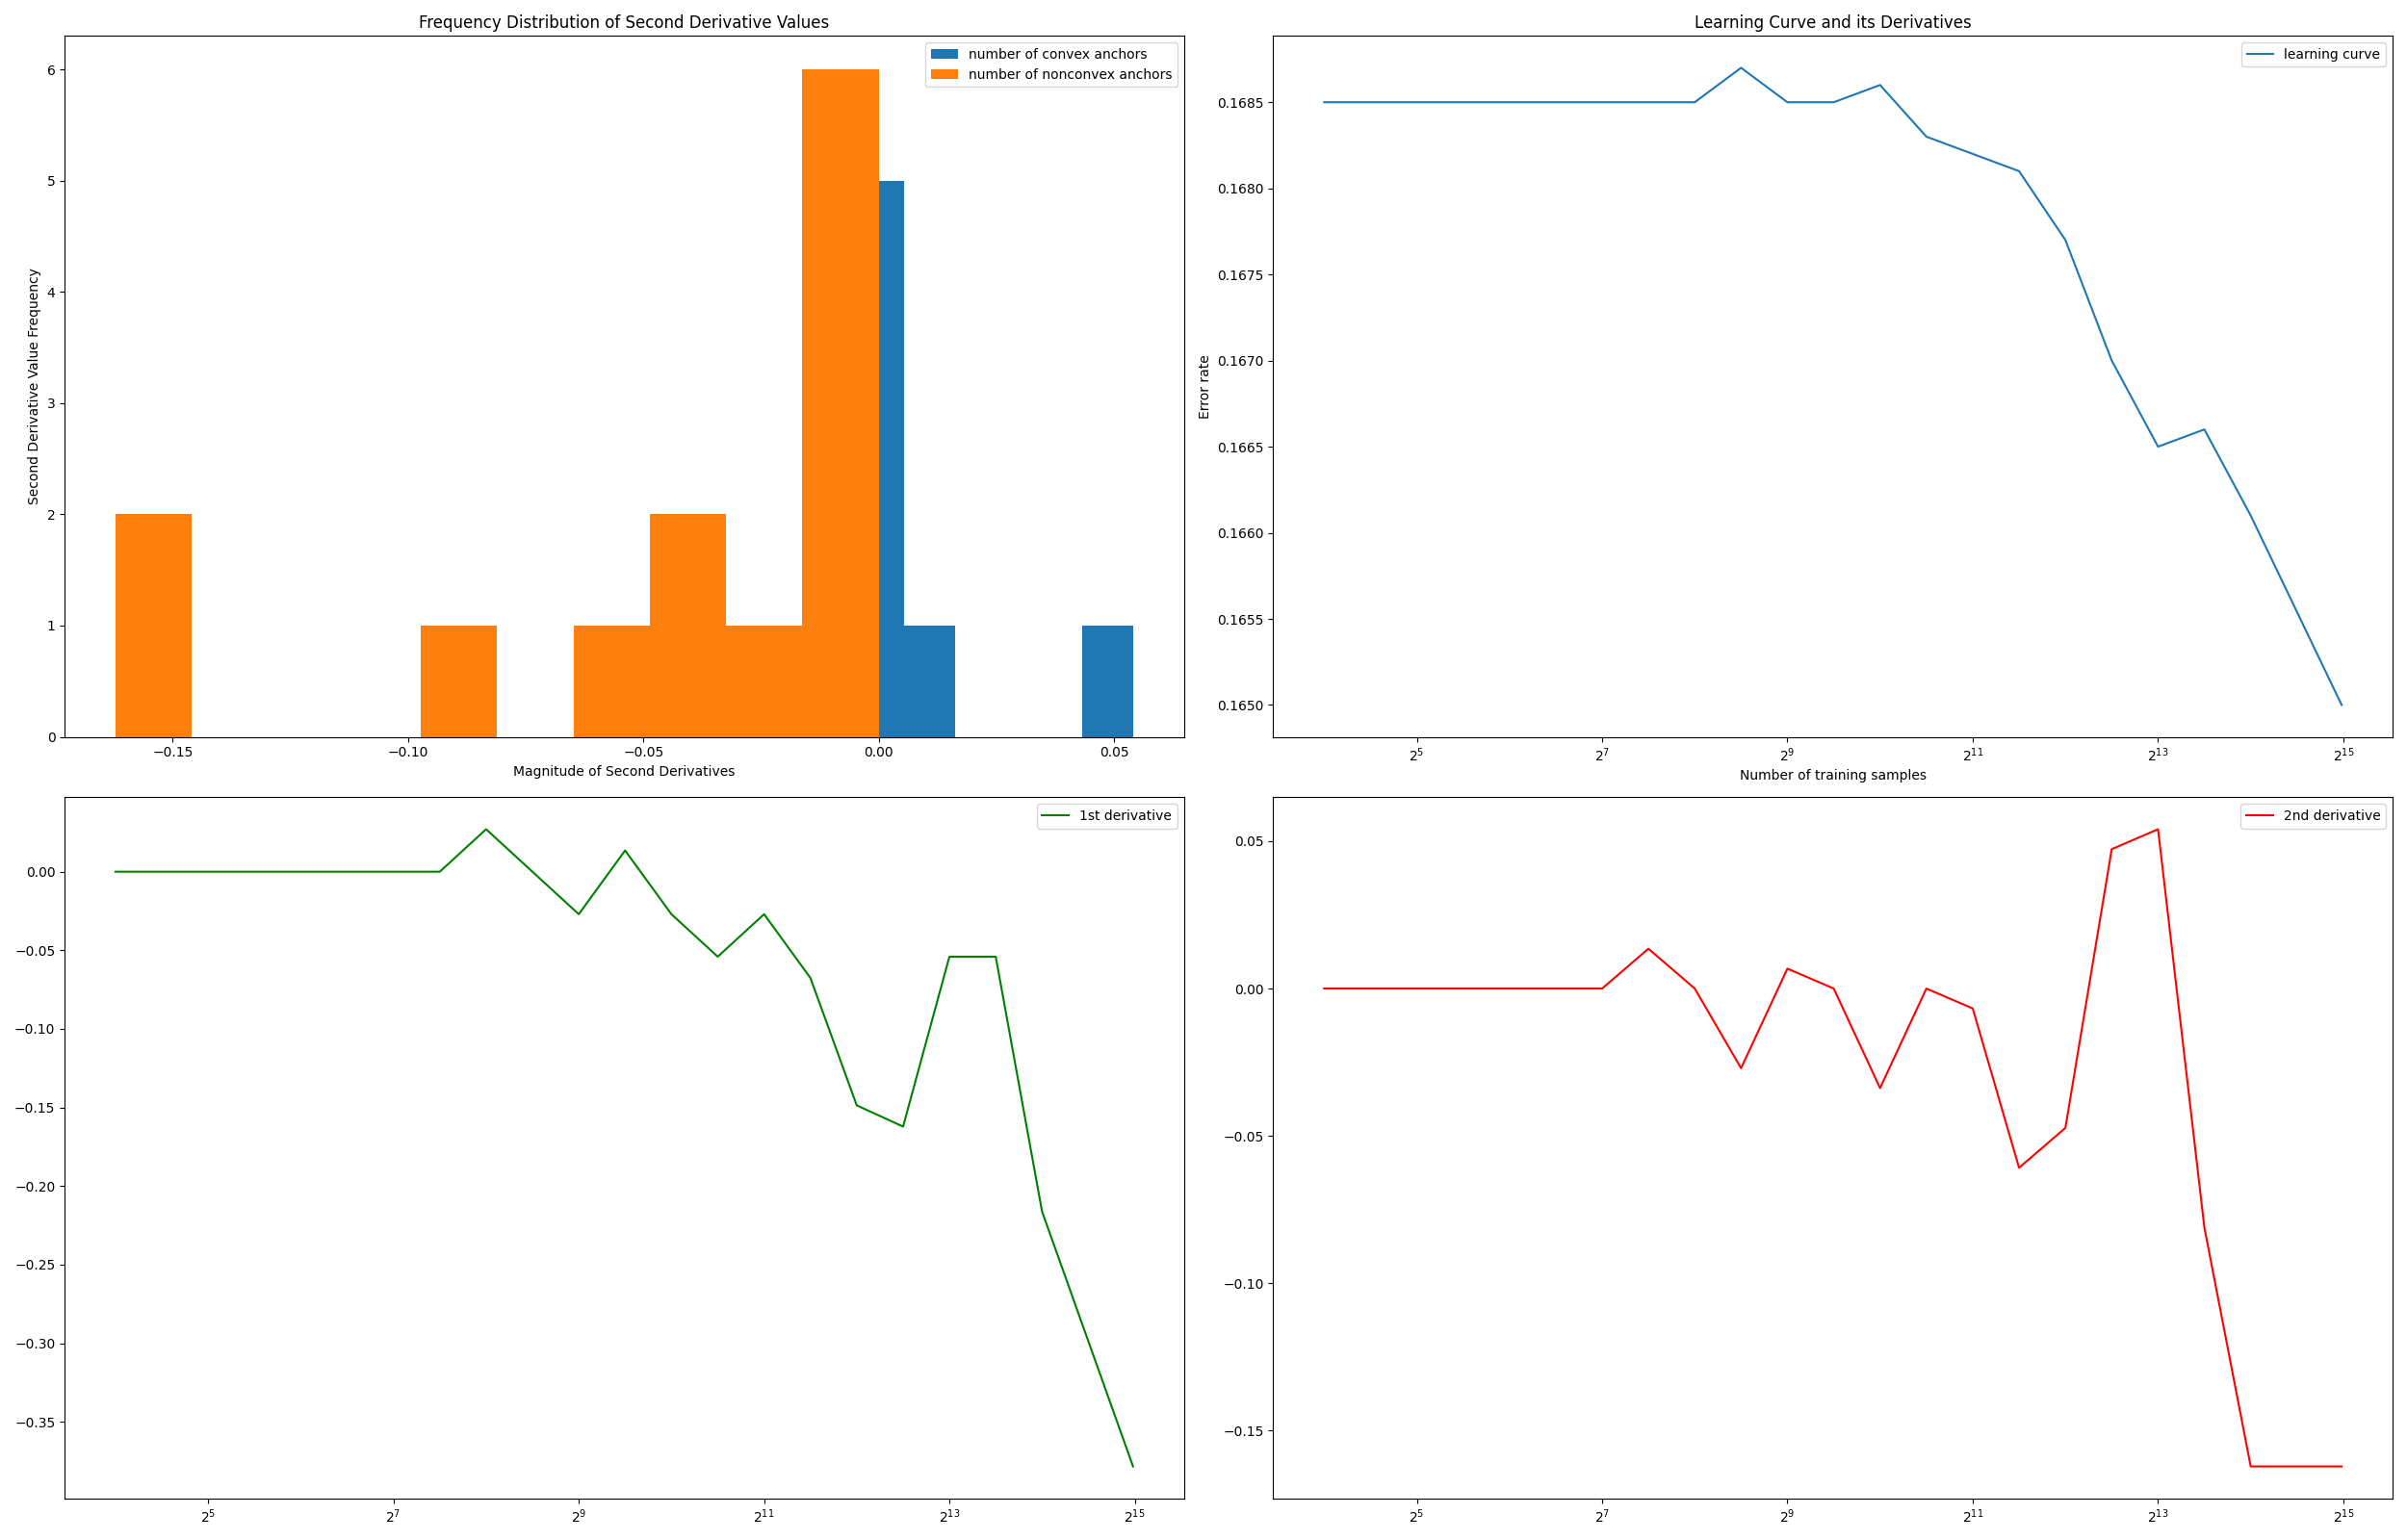 Frequency Distribution of Second Derivative Values
number of convex anchors
number of nonconvex anchors
Second Derivative Value Frequency
6
5
4
3
2
1
0
−0.15 −0.10 −0.05 0.00 0.05
Magnitude of Second Derivatives
Learning Curve and its Derivatives
learning curve
Error rate
0.1685
0.1680
0.1675
0.1670
0.1665
0.1660
0.1655
0.1650
2^5 2^7 2^9 2^11 2^13 2^15
Number of training samples
1st derivative
0.00
−0.05
−0.10
−0.15
−0.20
−0.25
−0.30
−0.35
2^5 2^7 2^9 2^11 2^13 2^15
2nd derivative
0.05
0.00
−0.05
−0.10
−0.15
2^5 2^7 2^9 2^11 2^13 2^15